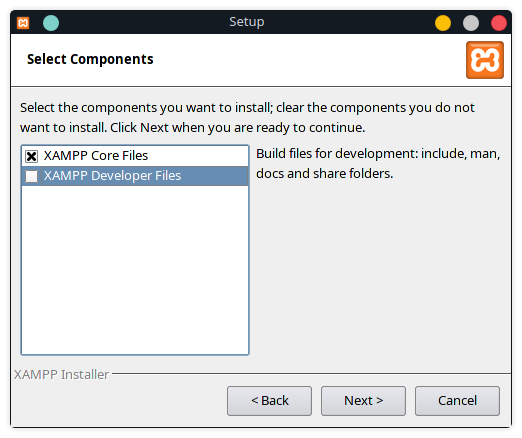 Setup
Select Components
Select the components you want to install; clear the components you do not
want to install. Click Next when you are ready to continue.
XAMPP Core Files
XAMPP Developer Files
Build files for development: include, man,
docs and share folders.
XAMPP Installer
< Back
Next >
Cancel